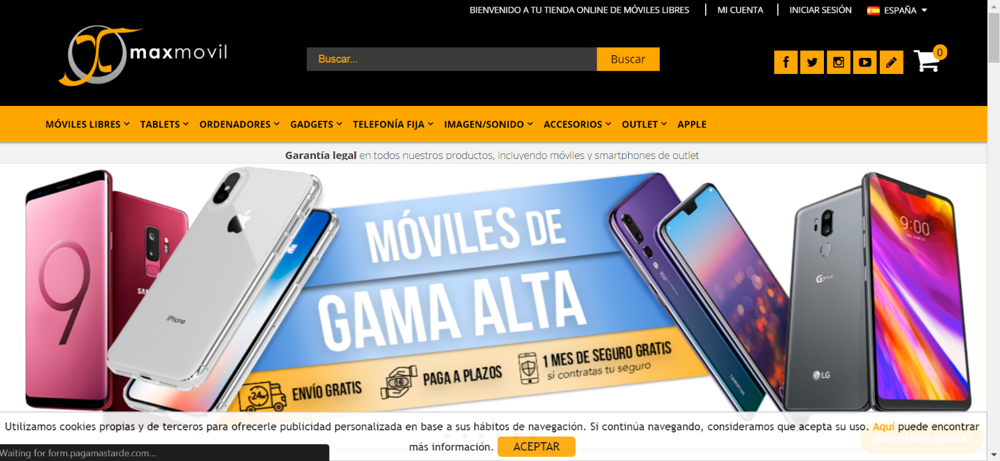 BIENVENIDO A TU TIENDA ONLINE DE MÓVILES LIBRES MI CUENTA INICIAR SESIÓN ESPAÑA
maxmovil
Buscar... Buscar
0
MÓVILES LIBRES TABLETS ORDENADORES GADGETS TELEFONÍA FIJA IMAGEN/SONIDO ACCESORIOS OUTLET APPLE
Garantía legal en todos nuestros productos, incluyendo móviles y smartphones de outlet
MÓVILES DE
GAMA ALTA
24h ENVÍO GRATIS PAGA A PLAZOS 1 MES DE SEGURO GRATIS
si contratas tu seguro
9
iPhone
HUAWEI
9:00
G7
LG
Utilizamos cookies propias y de terceros para ofrecerle publicidad personalizada en base a sus hábitos de navegación. Si continúa navegando, consideramos que acepta su uso. Aquí puede encontrar
más información. ACEPTAR
¿Necesitas ayuda?
Waiting for form.pagamastarde.com...